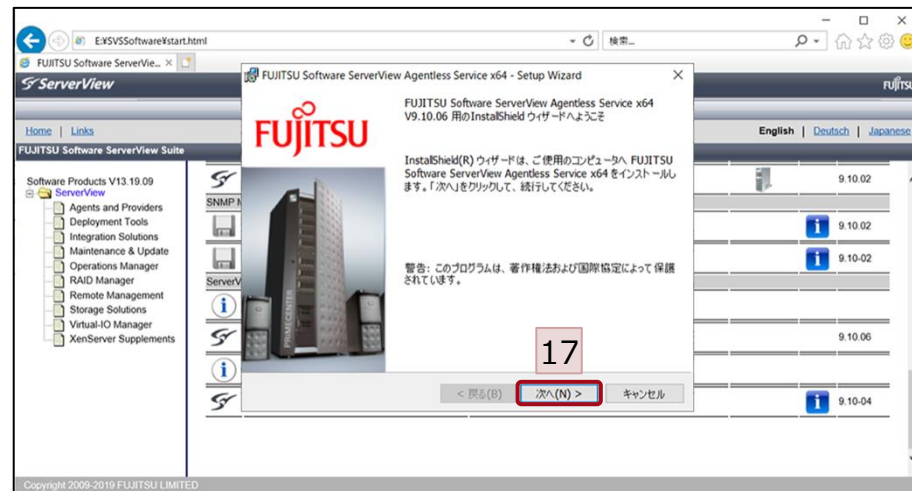 E:¥SVSSoftware¥start.html
検索...
FUJITSU Software ServerVie...
ServerView
FUJITSU
Home | Links
English | Deutsch | Japanese
FUJITSU Software ServerView Suite
Software Products V13.19.09
ServerView
Agents and Providers
Deployment Tools
Integration Solutions
Maintenance & Update
Operations Manager
RAID Manager
Remote Management
Storage Solutions
Virtual-IO Manager
XenServer Supplements
SNMP
ServerV
9.10.02
9.10.02
9.10-02
9.10.06
9.10-04
FUJITSU Software ServerView Agentless Service x64 - Setup Wizard
FUJITSU
PRIMECENTER
FUJITSU Software ServerView Agentless Service x64
V9.10.06 用のInstallShield ウィザードへようこそ
InstallShield(R) ウィザードは、ご使用のコンピュータへ FUJITSU
Software ServerView Agentless Service x64 をインストールし
ます。「次へ」をクリックして、続行してください。
警告: このプログラムは、著作権法および国際協定によって保護
されています。
17
< 戻る(B)
次へ(N) >
キャンセル
Copyright 2009-2019 FUJITSU LIMITED